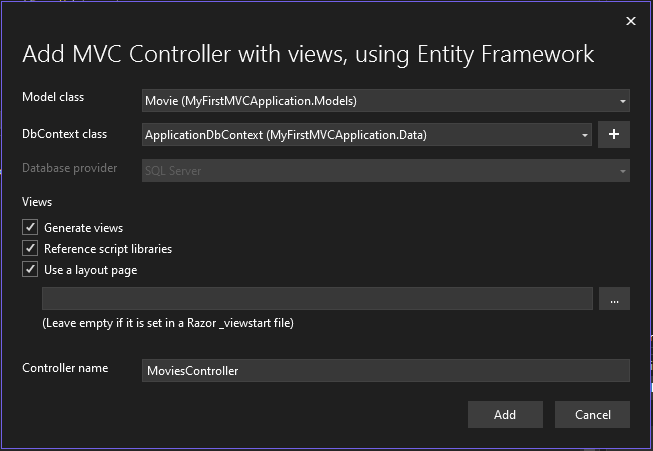 Add MVC Controller with views, using Entity Framework
Model class
Movie (MyFirstMVCApplication.Models)
DbContext class
ApplicationDbContext (MyFirstMVCApplication.Data)
+
Database provider
SQL Server
Views
Generate views
Reference script libraries
Use a layout page
...
(Leave empty if it is set in a Razor _viewstart file)
Controller name
MoviesController
Add
Cancel